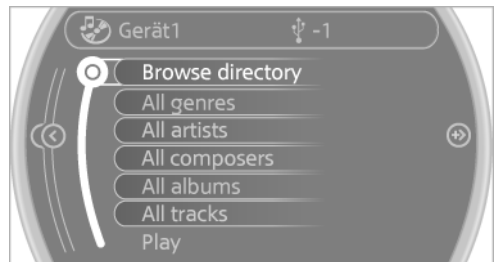 Gerät1 -1
Browse directory
All genres
All artists
All composers
All albums
All tracks
Play